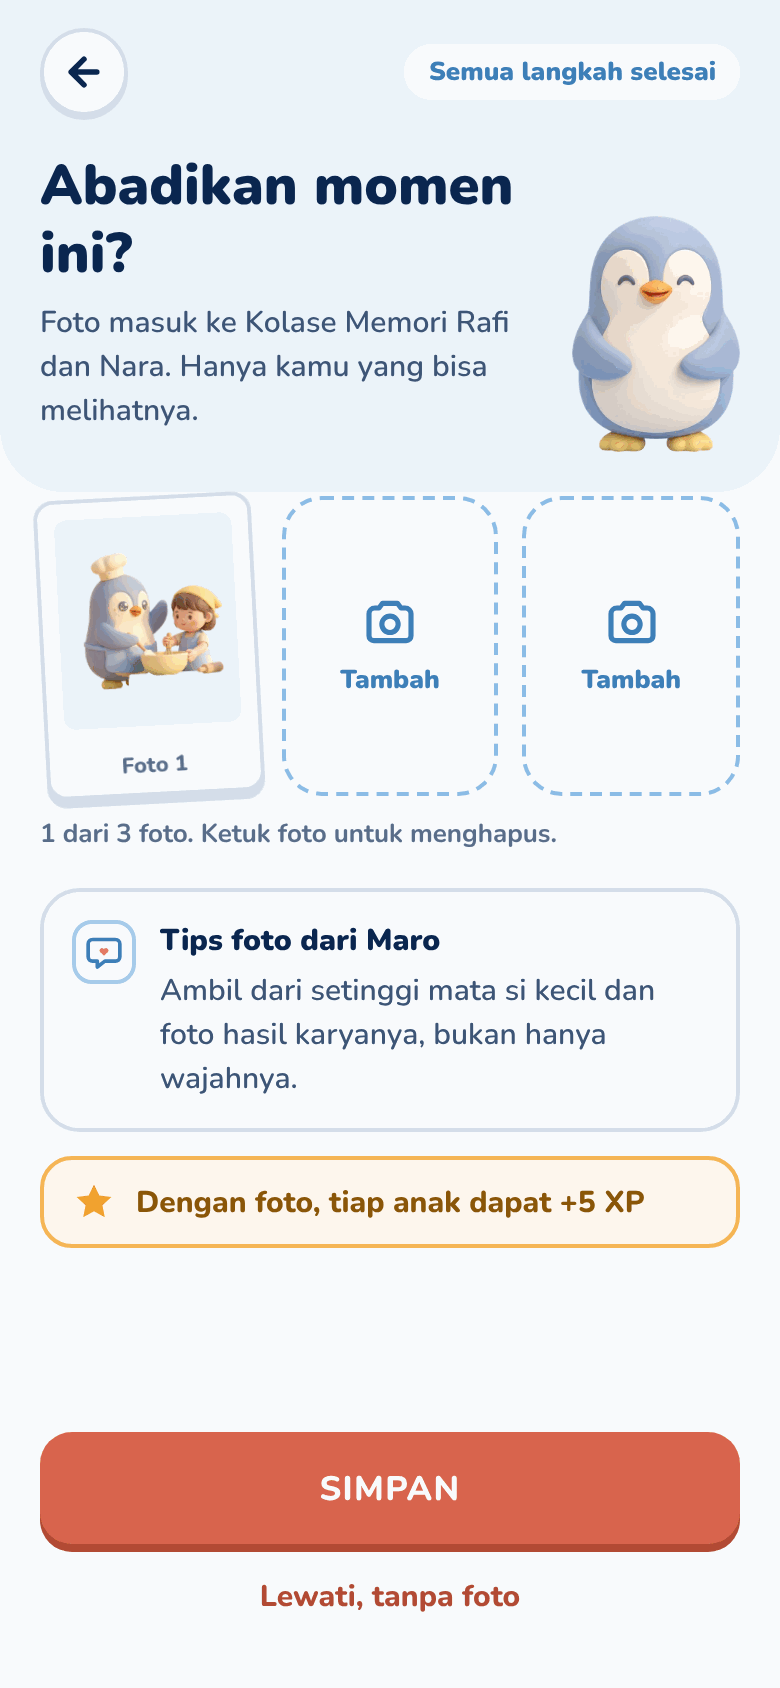 Semua langkah selesai
Abadikan momen
ini?
Foto masuk ke Kolase Memori Rafi
dan Nara. Hanya kamu yang bisa
melihatnya.
Foto 1
Tambah
Tambah
1 dari 3 foto. Ketuk foto untuk menghapus.
Tips foto dari Maro
Ambil dari setinggi mata si kecil dan
foto hasil karyanya, bukan hanya
wajahnya.
Dengan foto, tiap anak dapat +5 XP
SIMPAN
Lewati, tanpa foto